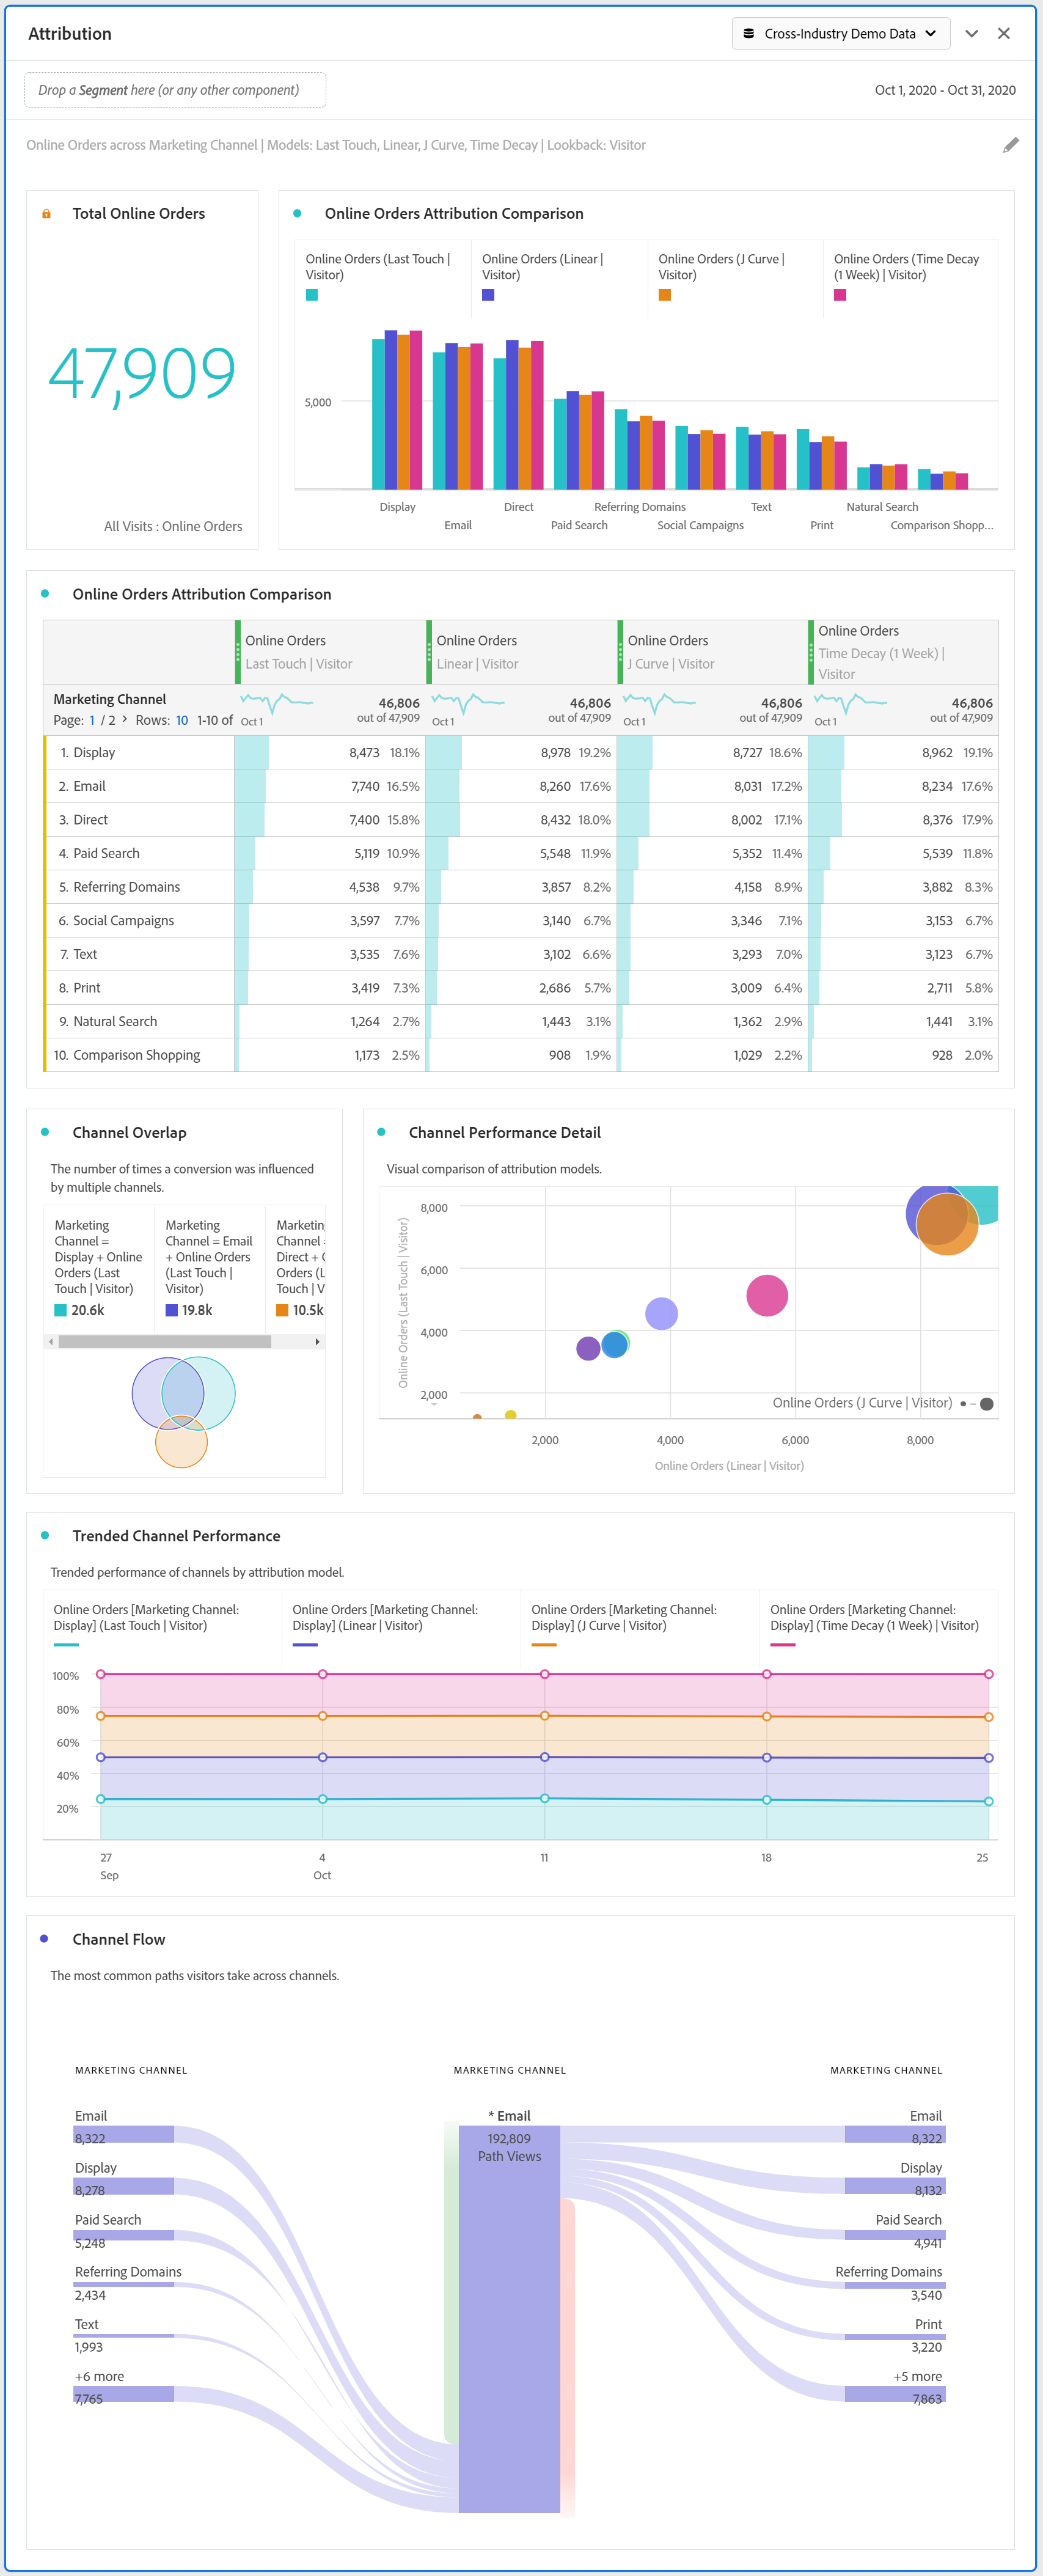 Attribution
Cross-Industry Demo Data
Drop a Segment here (or any other component)
Oct 1, 2020 - Oct 31, 2020
Online Orders across Marketing Channel | Models: Last Touch, Linear, J Curve, Time Decay | Lookback: Visitor
Total Online Orders
47,909
All Visits : Online Orders
Online Orders Attribution Comparison
Online Orders (Last Touch |
Visitor)
Online Orders (Linear |
Visitor)
Online Orders (J Curve |
Visitor)
Online Orders (Time Decay
(1 Week) | Visitor)
5,000
Display
Direct
Referring Domains
Text
Natural Search
Email
Paid Search
Social Campaigns
Print
Comparison Shopp…
Online Orders Attribution Comparison
Online Orders
Last Touch | Visitor
Online Orders
Linear | Visitor
Online Orders
J Curve | Visitor
Online Orders
Time Decay (1 Week) |
Visitor
Marketing Channel
Page: 1 / 2 > Rows: 10 1-10 of
Oct 1
46,806
out of 47,909
Oct 1
46,806
out of 47,909
Oct 1
46,806
out of 47,909
Oct 1
46,806
out of 47,909
1. Display 8,473 18.1% 8,978 19.2% 8,727 18.6% 8,962 19.1%
2. Email 7,740 16.5% 8,260 17.6% 8,031 17.2% 8,234 17.6%
3. Direct 7,400 15.8% 8,432 18.0% 8,002 17.1% 8,376 17.9%
4. Paid Search 5,119 10.9% 5,548 11.9% 5,352 11.4% 5,539 11.8%
5. Referring Domains 4,538 9.7% 3,857 8.2% 4,158 8.9% 3,882 8.3%
6. Social Campaigns 3,597 7.7% 3,140 6.7% 3,346 7.1% 3,153 6.7%
7. Text 3,535 7.6% 3,102 6.6% 3,293 7.0% 3,123 6.7%
8. Print 3,419 7.3% 2,686 5.7% 3,009 6.4% 2,711 5.8%
9. Natural Search 1,264 2.7% 1,443 3.1% 1,362 2.9% 1,441 3.1%
10. Comparison Shopping 1,173 2.5% 908 1.9% 1,029 2.2% 928 2.0%
Channel Overlap
The number of times a conversion was influenced
by multiple channels.
Marketing
Channel =
Display + Online
Orders (Last
Touch | Visitor)
20.6k
Marketing
Channel = Email
+ Online Orders
(Last Touch |
Visitor)
19.8k
Marketin
Channel =
Direct + O
Orders (L
Touch | V
10.5k
Channel Performance Detail
Visual comparison of attribution models.
Online Orders (Last Touch | Visitor)
8,000
6,000
4,000
2,000
Online Orders (J Curve | Visitor)
2,000
4,000
6,000
8,000
Online Orders (Linear | Visitor)
Trended Channel Performance
Trended performance of channels by attribution model.
Online Orders [Marketing Channel:
Display] (Last Touch | Visitor)
Online Orders [Marketing Channel:
Display] (Linear | Visitor)
Online Orders [Marketing Channel:
Display] (J Curve | Visitor)
Online Orders [Marketing Channel:
Display] (Time Decay (1 Week) | Visitor)
100%
80%
60%
40%
20%
27
Sep
4
Oct
11
18
25
Channel Flow
The most common paths visitors take across channels.
MARKETING CHANNEL
MARKETING CHANNEL
MARKETING CHANNEL
Email
8,322
Display
8,278
Paid Search
5,248
Referring Domains
2,434
Text
1,993
+6 more
7,765
* Email
192,809
Path Views
Email
8,322
Display
8,132
Paid Search
4,941
Referring Domains
3,540
Print
3,220
+5 more
7,863